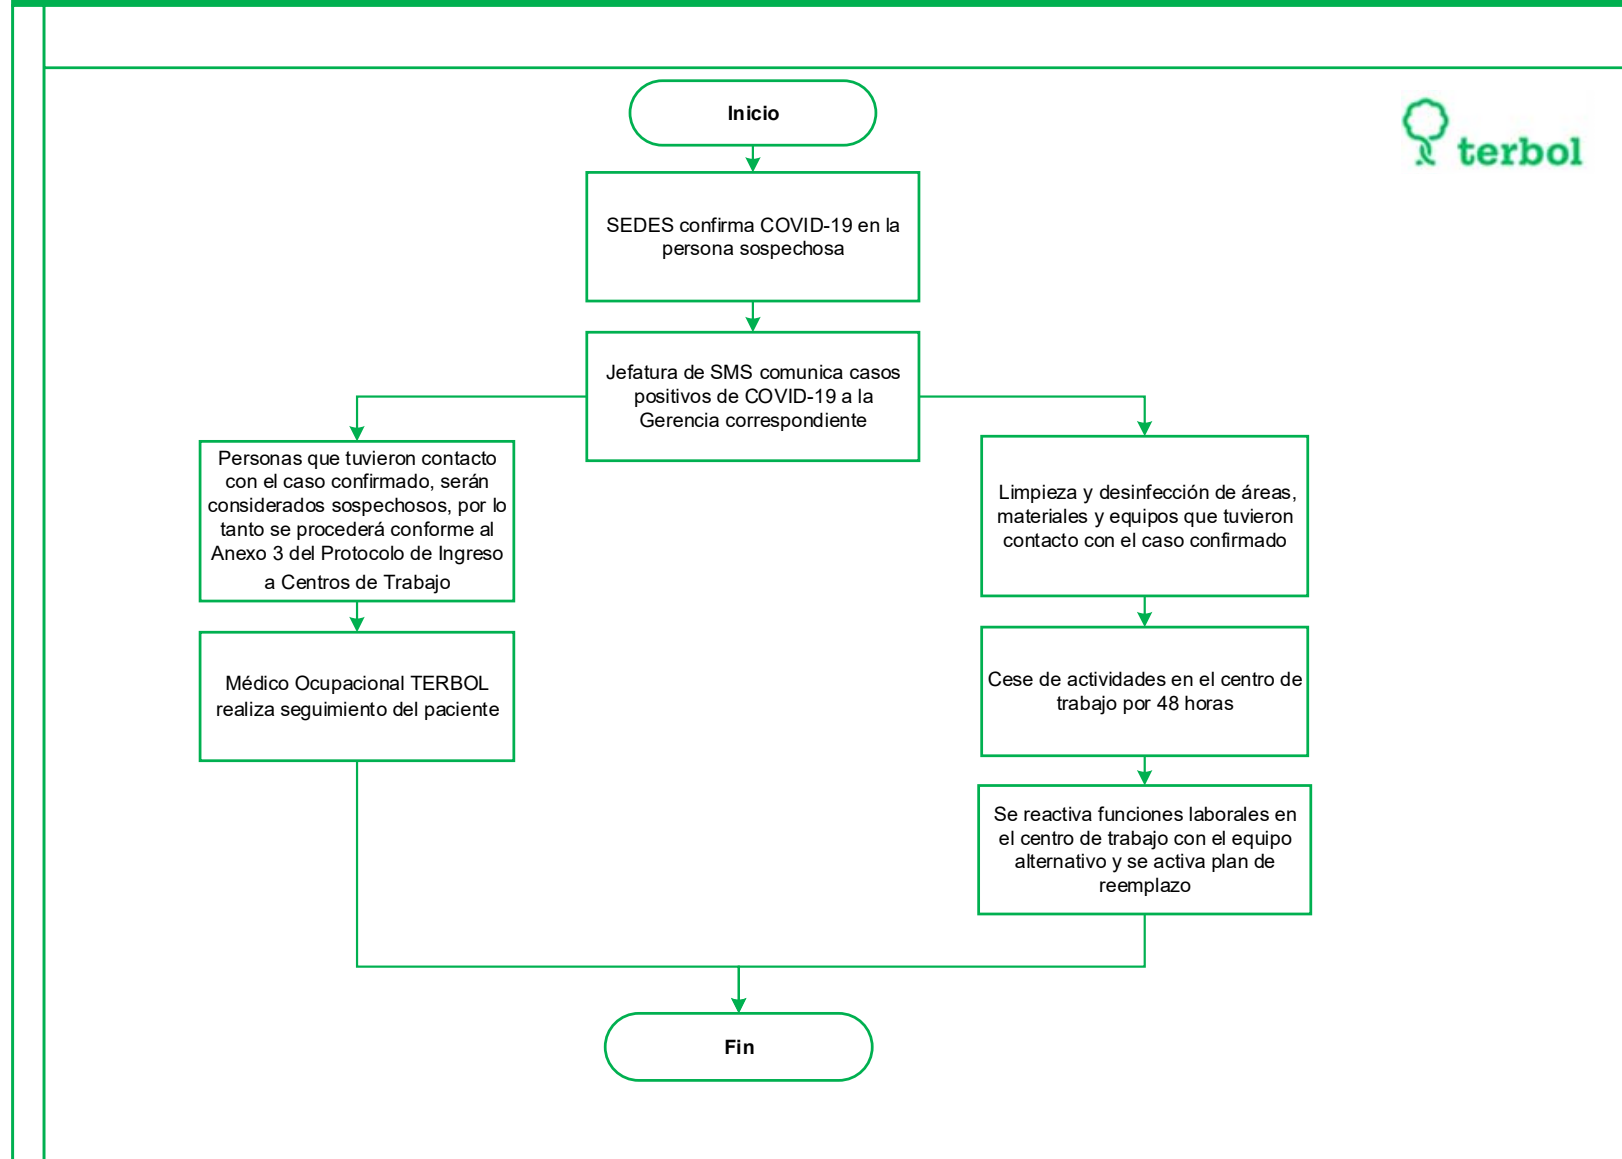 Inicio
terbol
SEDES confirma COVID-19 en la
persona sospechosa
Jefatura de SMS comunica casos
positivos de COVID-19 a la
Gerencia correspondiente
Personas que tuvieron contacto
con el caso confirmado, serán
considerados sospechosos, por lo
tanto se procederá conforme al
Anexo 3 del Protocolo de Ingreso
a Centros de Trabajo
Médico Ocupacional TERBOL
realiza seguimiento del paciente
Limpieza y desinfección de áreas,
materiales y equipos que tuvieron
contacto con el caso confirmado
Cese de actividades en el centro de
trabajo por 48 horas
Se reactiva funciones laborales en
el centro de trabajo con el equipo
alternativo y se activa plan de
reemplazo
Fin